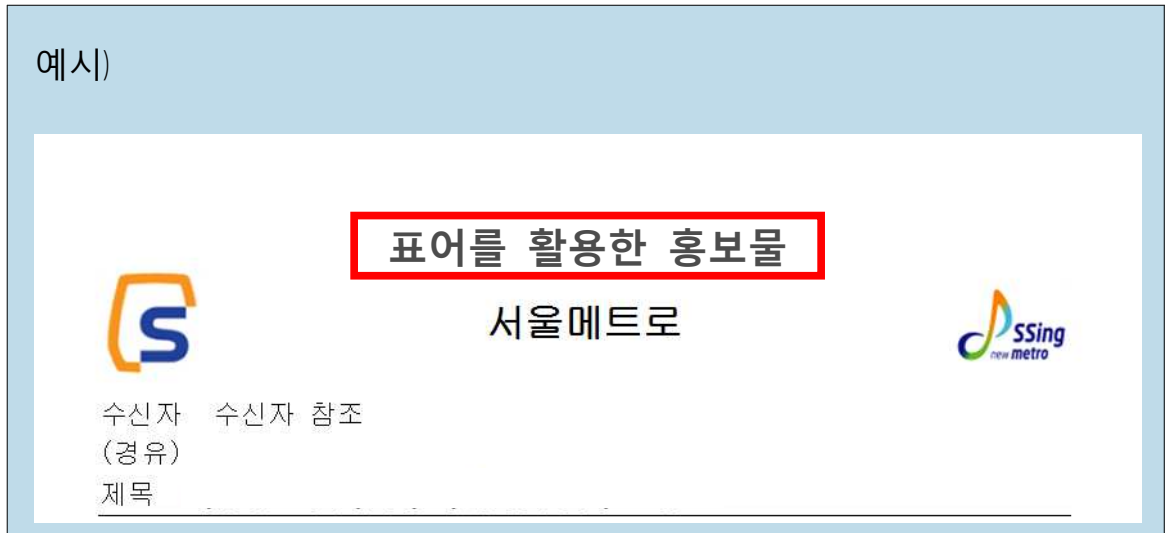 예시)
표어를 활용한 홍보물
서울메트로
S
SSing
new metro
수신자 수신자 참조
(경유)
제목